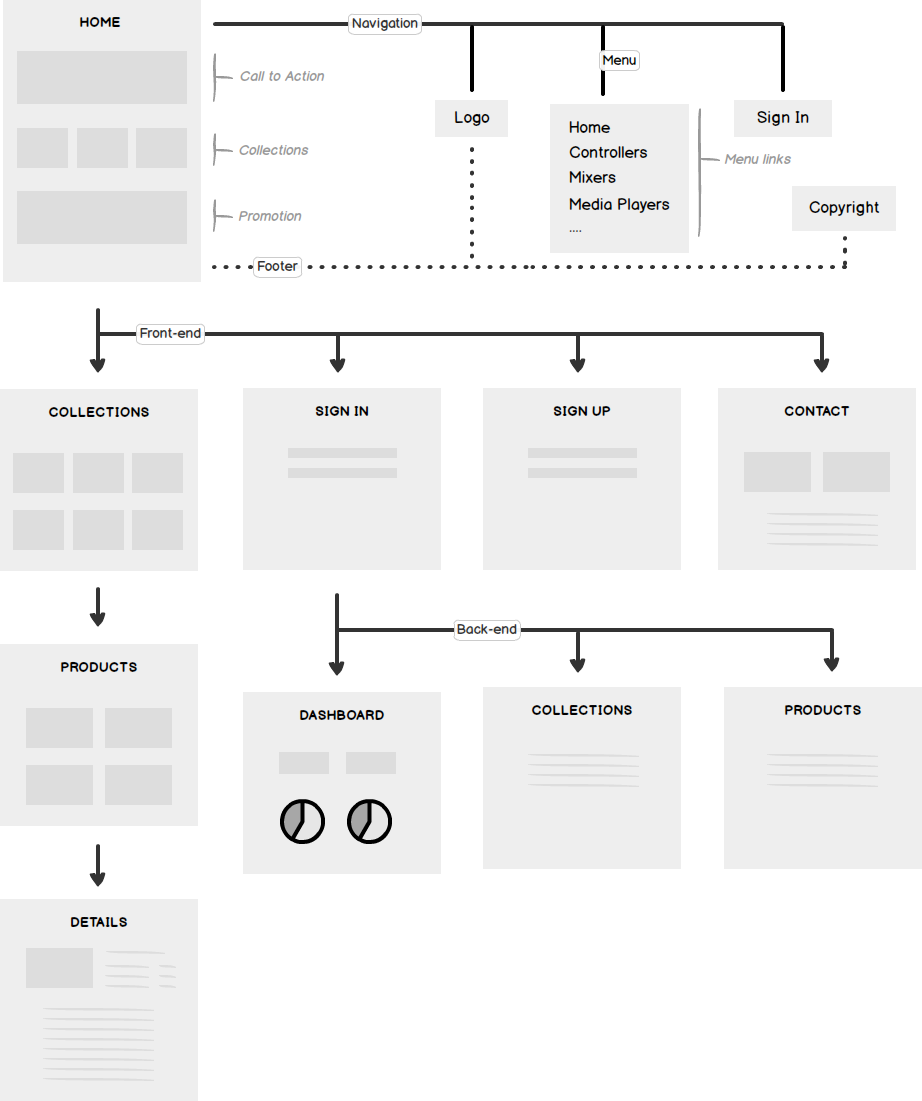 HOME
Navigation
Call to Action
Menu
Logo
Home
Controllers
Mixers
Media Players
....
Sign In
Collections
Menu links
Promotion
Copyright
Footer
Front-end
COLLECTIONS
SIGN IN
SIGN UP
CONTACT
Back-end
PRODUCTS
DASHBOARD
COLLECTIONS
PRODUCTS
DETAILS